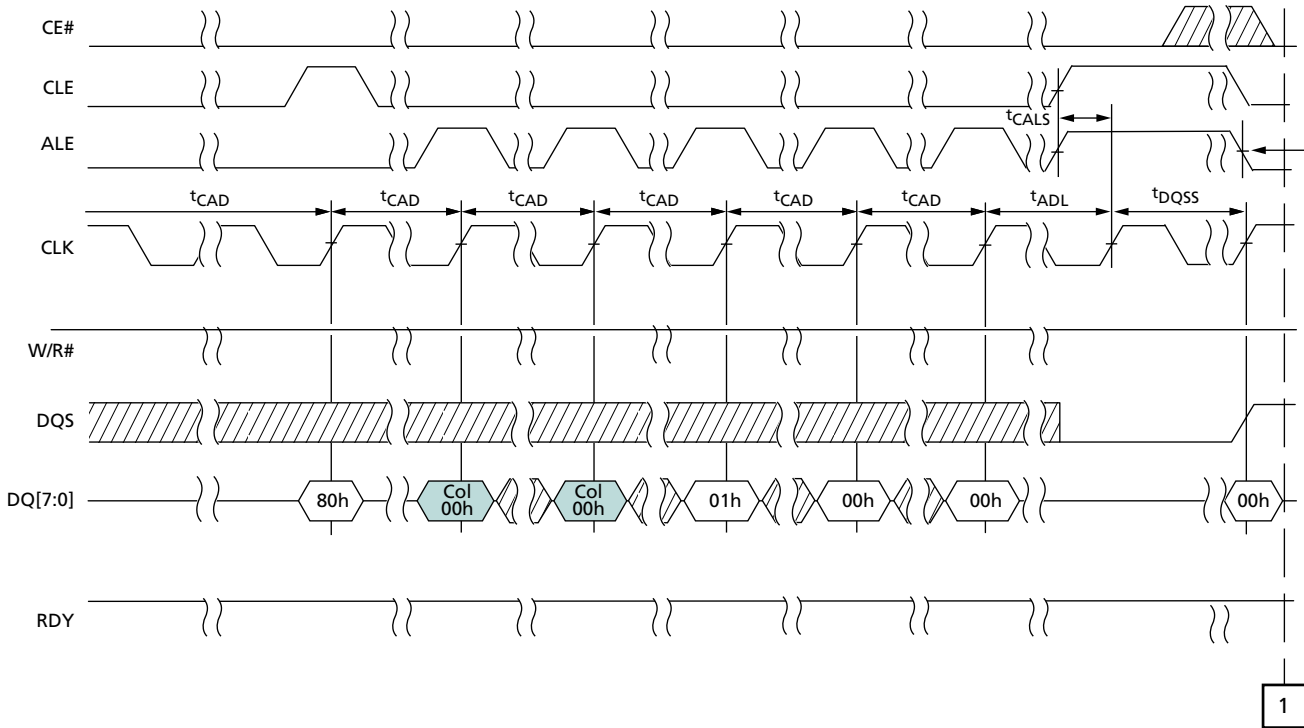 CE#
CLE
tCALS
ALE
tCAD tCAD tCAD tCAD tCAD tCAD tADL tDQSS
CLK
W/R#
DQS
DQ[7:0] 80h Col 00h Col 00h 01h 00h 00h 00h
RDY
1